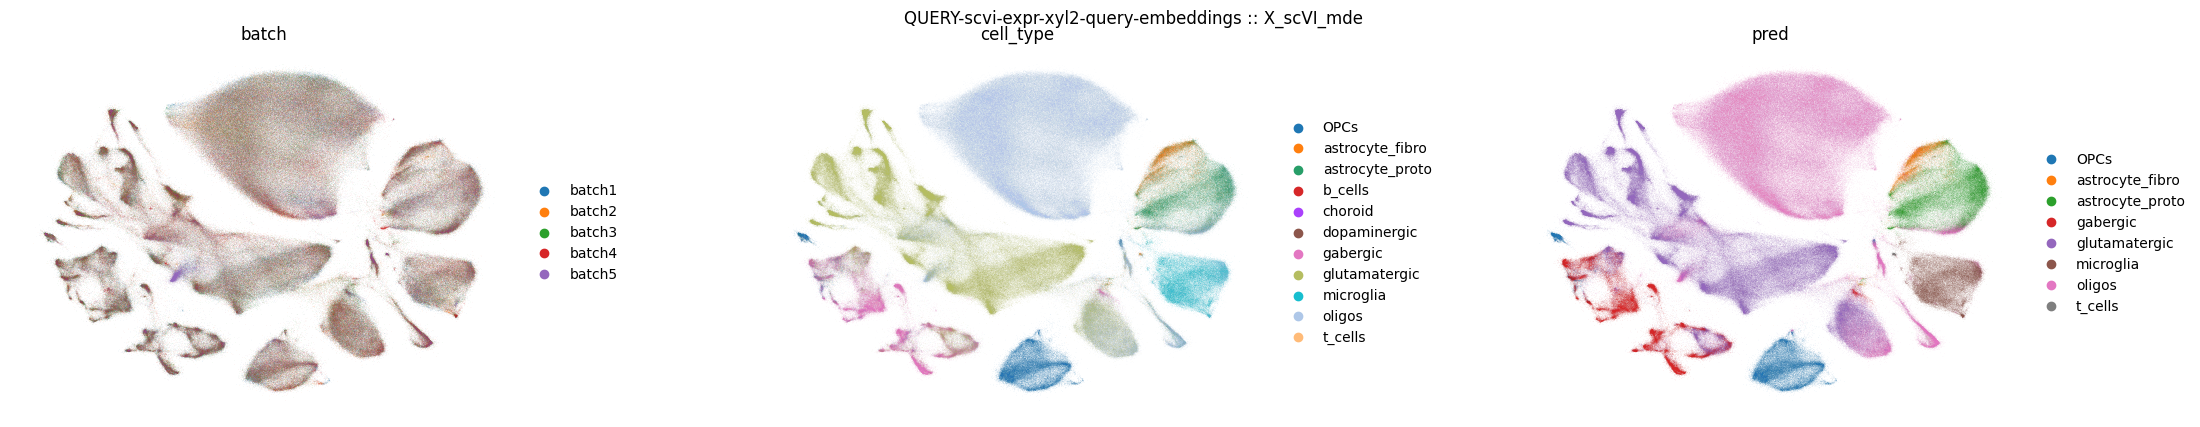 QUERY-scvi-expr-xyl2-query-embeddings :: X_scVI_mde
batch
batch1
batch2
batch3
batch4
batch5
cell_type
OPCs
astrocyte_fibro
astrocyte_proto
b_cells
choroid
dopaminergic
gabergic
glutamatergic
microglia
oligos
t_cells
pred
OPCs
astrocyte_fibro
astrocyte_proto
gabergic
glutamatergic
microglia
oligos
t_cells